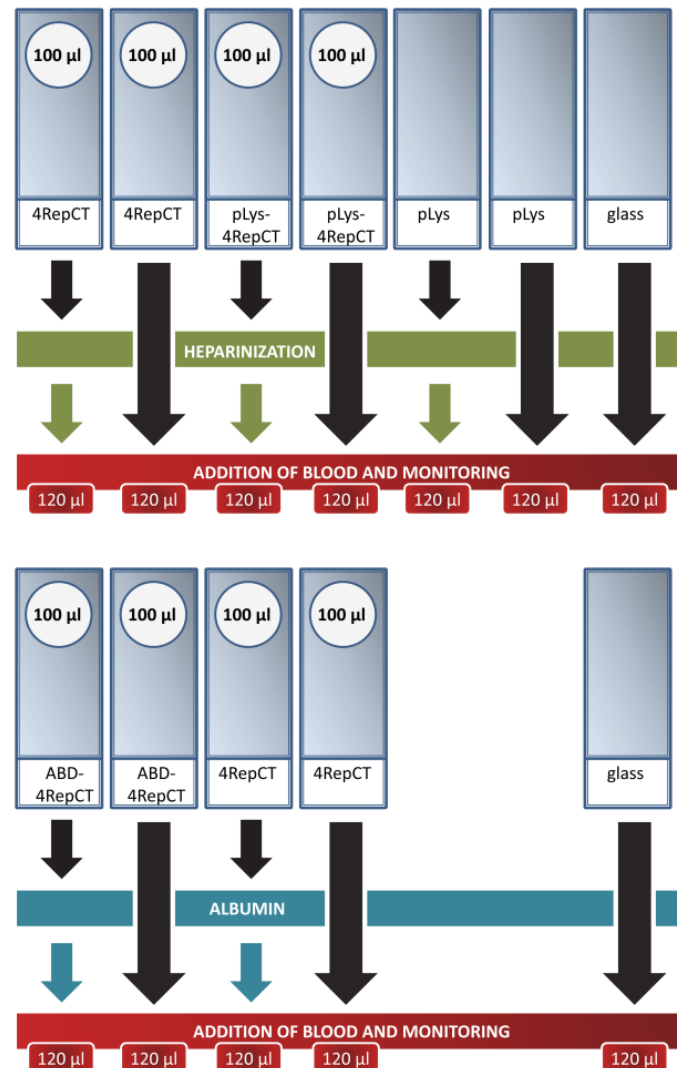 100 µl 100 µl 100 µl 100 µl
4RepCT 4RepCT pLys- pLys- pLys pLys glass
4RepCT 4RepCT
HEPARINIZATION
ADDITION OF BLOOD AND MONITORING
120 µl 120 µl 120 µl 120 µl 120 µl 120 µl 120 µl
100 µl 100 µl 100 µl 100 µl
ABD- ABD- 4RepCT 4RepCT glass
4RepCT 4RepCT
ALBUMIN
ADDITION OF BLOOD AND MONITORING
120 µl 120 µl 120 µl 120 µl 120 µl